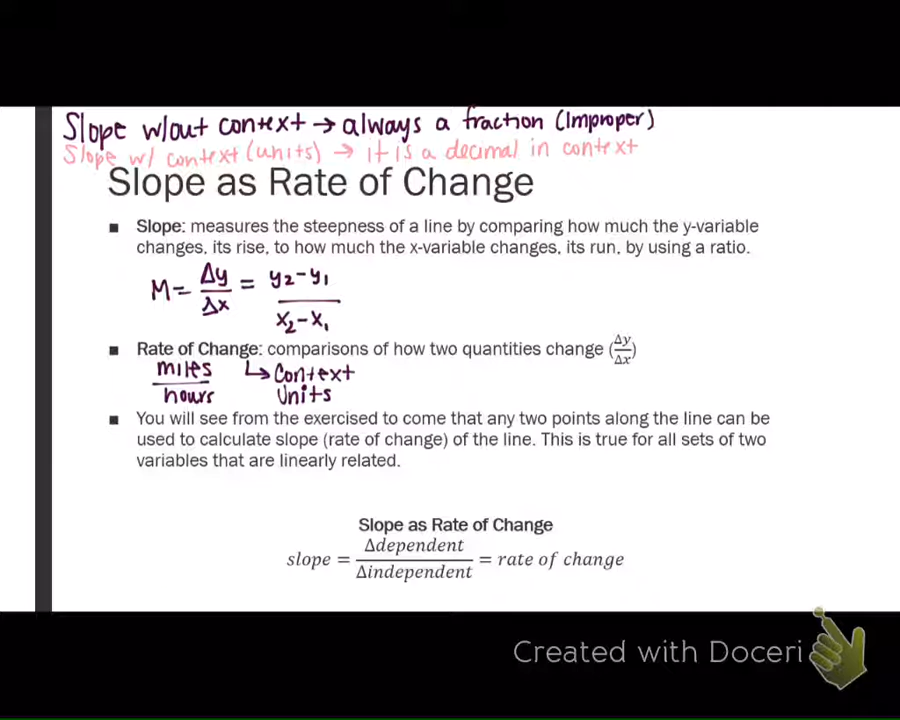 Slope w/out context → always a fraction (Improper)
Slope w/ context (units) → it is a decimal in context
Slope as Rate of Change
▪ Slope: measures the steepness of a line by comparing how much the y-variable
changes, its rise, to how much the x-variable changes, its run, by using a ratio.
M = Δy/Δx = y₂-y₁/x₂-x₁
▪ Rate of Change: comparisons of how two quantities change (Δy/Δx)
miles ↳ Context
hours Units
▪ You will see from the exercised to come that any two points along the line can be
used to calculate slope (rate of change) of the line. This is true for all sets of two
variables that are linearly related.
Slope as Rate of Change
slope = Δdependent/Δindependent = rate of change
Created with Doceri